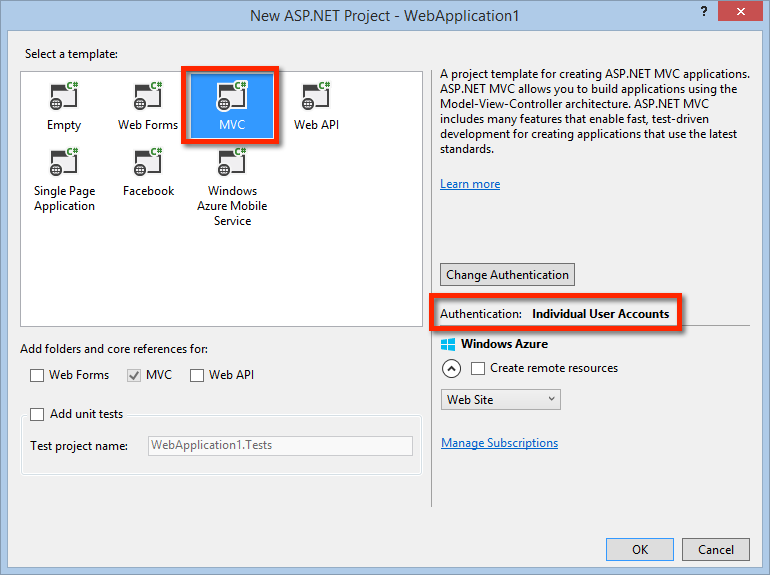 New ASP.NET Project - WebApplication1
?
Select a template:
C#
Empty
C#
Web Forms
C#
MVC
C#
Web API
C#
Single Page
Application
C#
Facebook
C#
Windows
Azure Mobile
Service
A project template for creating ASP.NET MVC applications.
ASP.NET MVC allows you to build applications using the
Model-View-Controller architecture. ASP.NET MVC
includes many features that enable fast, test-driven
development for creating applications that use the latest
standards.
Learn more
Change Authentication
Authentication: Individual User Accounts
Windows Azure
Create remote resources
Web Site
Manage Subscriptions
Add folders and core references for:
Web Forms MVC Web API
Add unit tests
Test project name: WebApplication1.Tests
OK Cancel